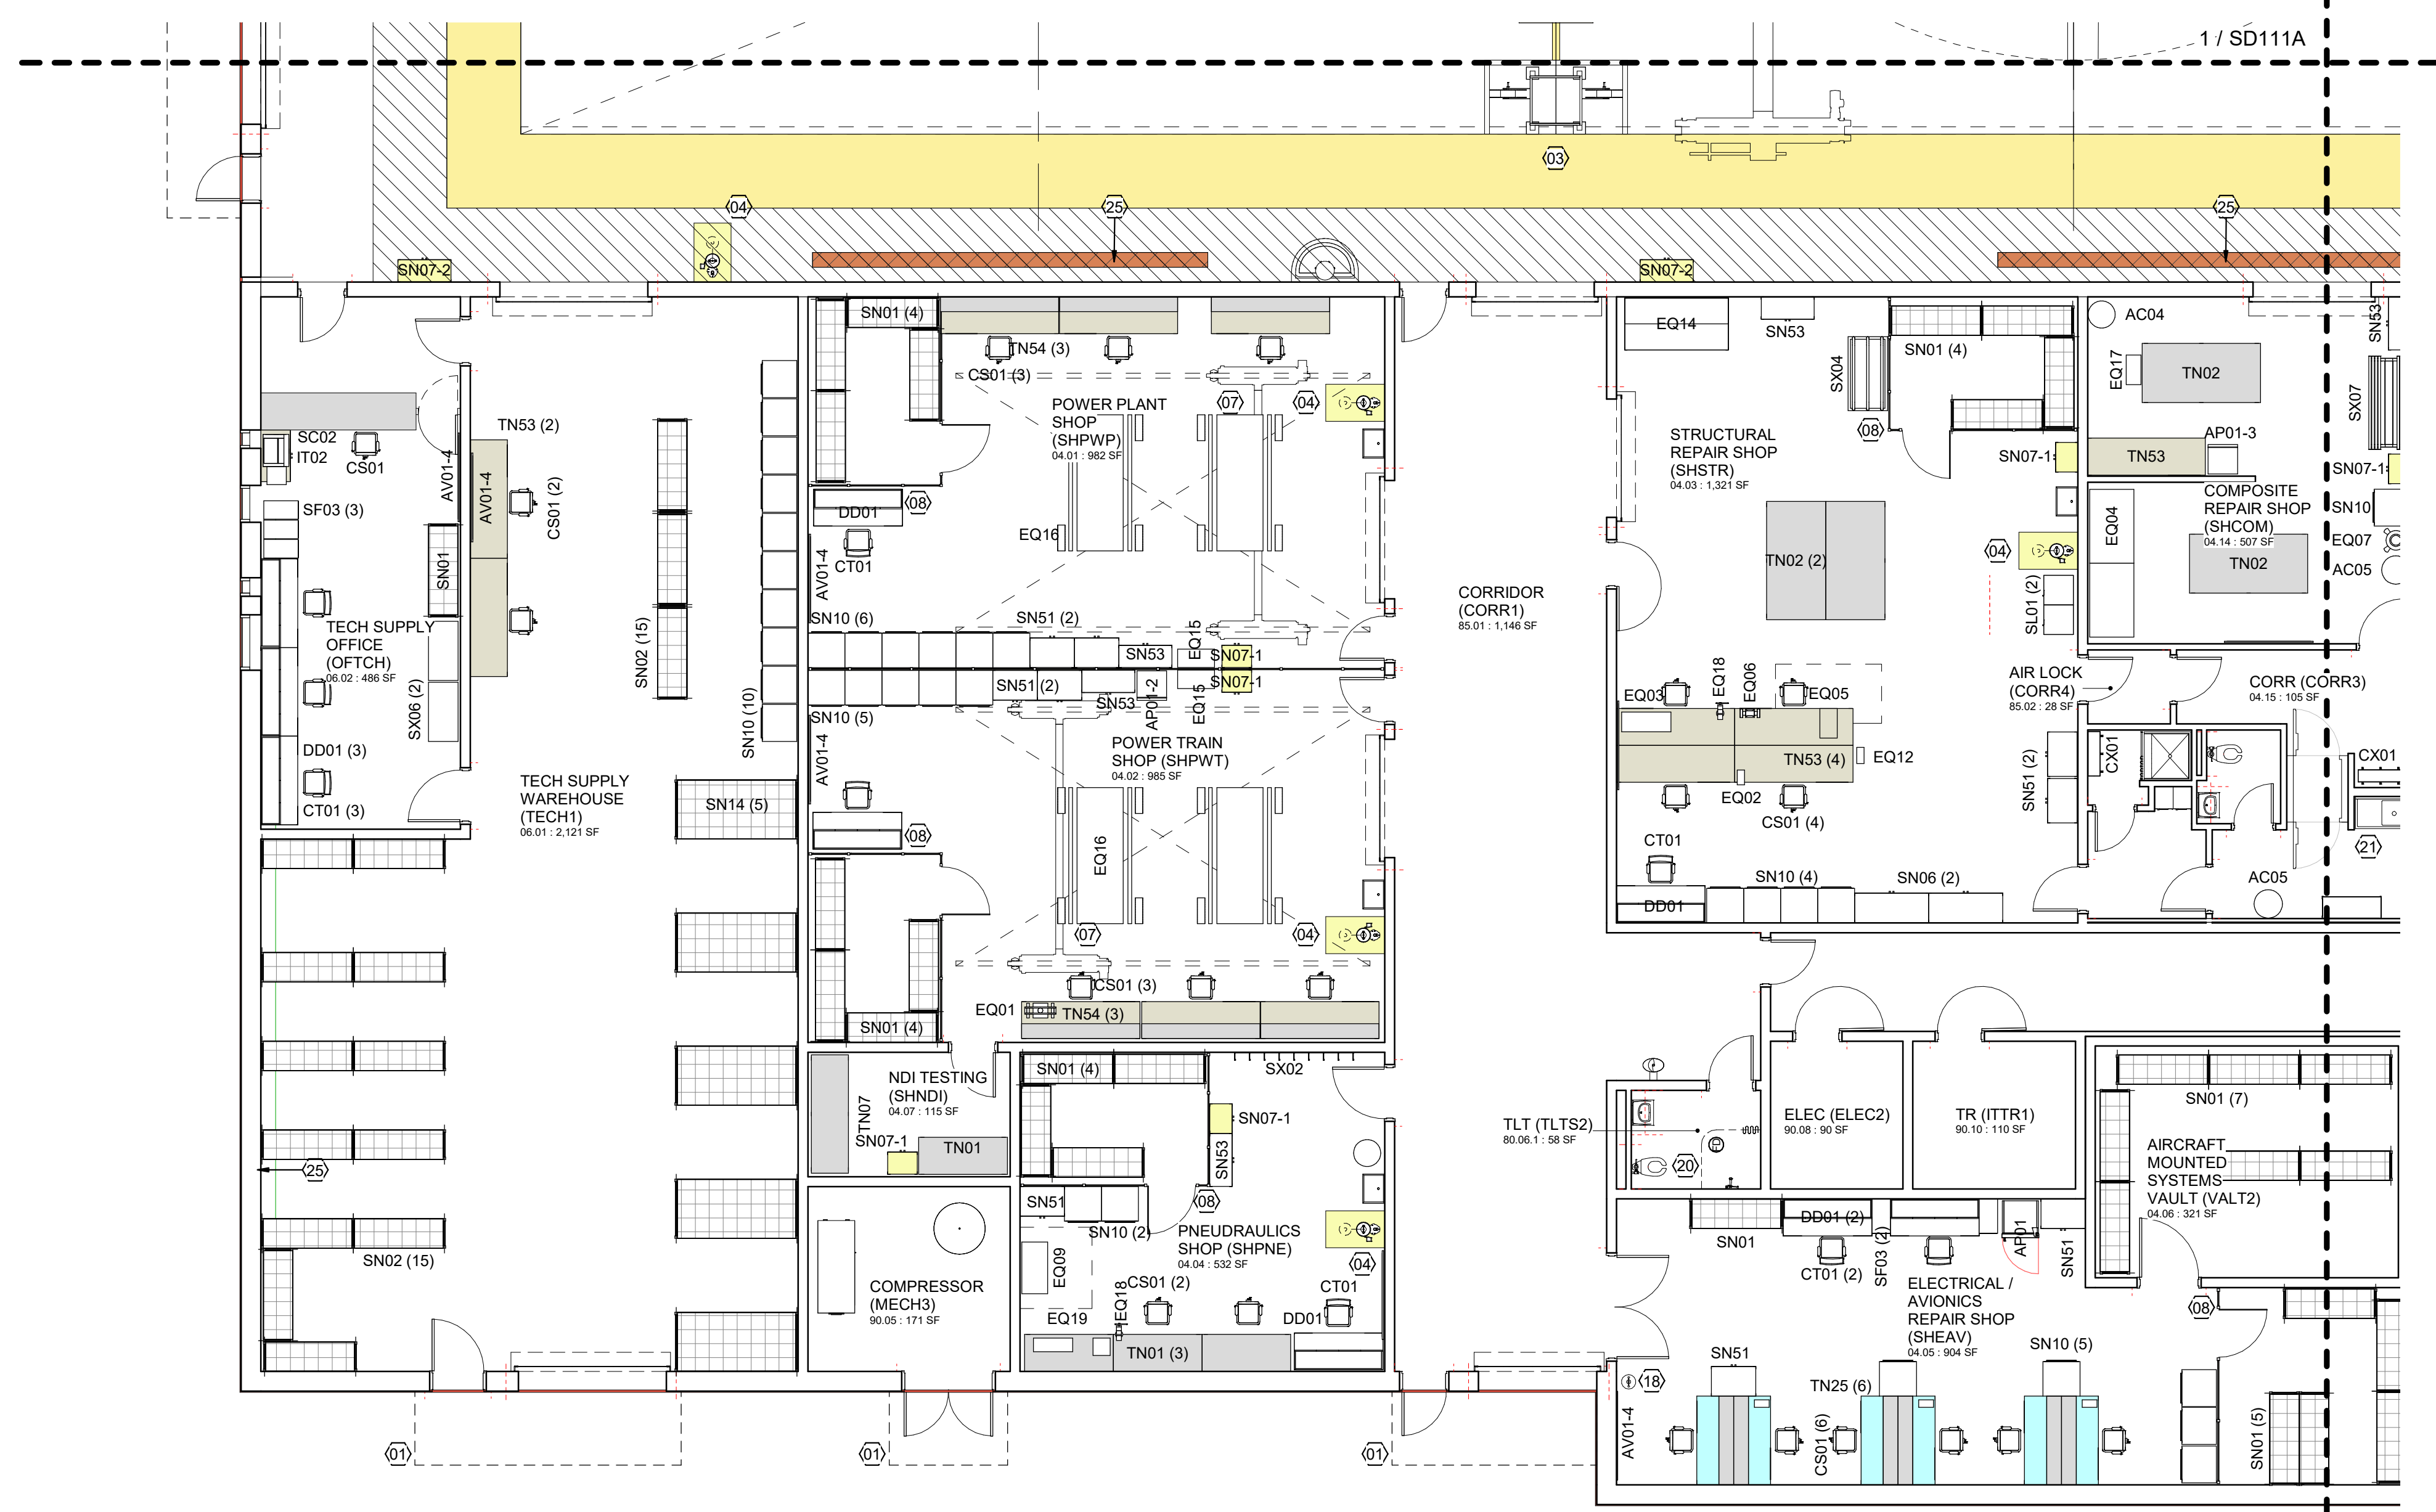 1 / SD111A
03
04
25
25
SN07-2
SN07-2
SN01 (4)
TN54 (3)
CS01 (3)
POWER PLANT
SHOP
(SHPWP)
04.01 : 982 SF
07
04
EQ16
08
DD01
CT01
AV01-4
SN10 (6)
SN51 (2)
SN53
EQ15
SN07-1
SC02
IT02
CS01
AV01-4
SF03 (3)
SN01
TECH SUPPLY
OFFICE
(OFTCH)
06.02 : 486 SF
SX06 (2)
DD01 (3)
CT01 (3)
TN53 (2)
AV01-4
CS01 (2)
SN02 (15)
SN10 (10)
TECH SUPPLY
WAREHOUSE
(TECH1)
06.01 : 2,121 SF
SN14 (5)
25
SN02 (15)
SN51 (2)
SN53
AP01-2
EQ15
SN07-1
SN10 (5)
AV01-4
POWER TRAIN
SHOP (SHPWT)
04.02 : 985 SF
08
EQ16
07
04
CS01 (3)
EQ01
TN54 (3)
SN01 (4)
NDI TESTING
(SHNDI)
04.07 : 115 SF
TN07
SN07-1
TN01
COMPRESSOR
(MECH3)
90.05 : 171 SF
SN01 (4)
SX02
SN07-1
SN53
SN51
SN10 (2)
08
PNEUDRAULICS
SHOP (SHPNE)
04.04 : 532 SF
04
EQ09
EQ18
CS01 (2)
CT01
EQ19
DD01
TN01 (3)
CORRIDOR
(CORR1)
85.01 : 1,146 SF
EQ14
SN53
SX04
SN01 (4)
STRUCTURAL
REPAIR SHOP
(SHSTR)
04.03 : 1,321 SF
08
SN07-1
TN02 (2)
04
SL01 (2)
EQ03
EQ18
EQ06
EQ05
TN53 (4)
EQ12
EQ02
CS01 (4)
CT01
DD01
SN10 (4)
SN06 (2)
SN51 (2)
AIR LOCK
(CORR4)
85.02 : 28 SF
AC04
EQ17
TN02
SN53
SX07
AP01-3
TN53
SN07-1
COMPOSITE
REPAIR SHOP
(SHCOM)
04.14 : 507 SF
SN10
EQ04
EQ07
TN02
AC05
CORR (CORR3)
04.15 : 105 SF
CX01
CX01
21
AC05
TLT (TLTS2)
80.06.1 : 58 SF
20
ELEC (ELEC2)
90.08 : 90 SF
TR (ITTR1)
90.10 : 110 SF
SN01 (7)
AIRCRAFT
MOUNTED
SYSTEMS
VAULT (VALT2)
04.06 : 321 SF
SN01
DD01 (2)
CT01 (2)
SF03 (2)
AP01
SN51
ELECTRICAL /
AVIONICS
REPAIR SHOP
(SHEAV)
04.05 : 904 SF
08
SN51
SN10 (5)
18
TN25 (6)
AV01-4
CS01 (6)
SN01 (5)
01
01
01